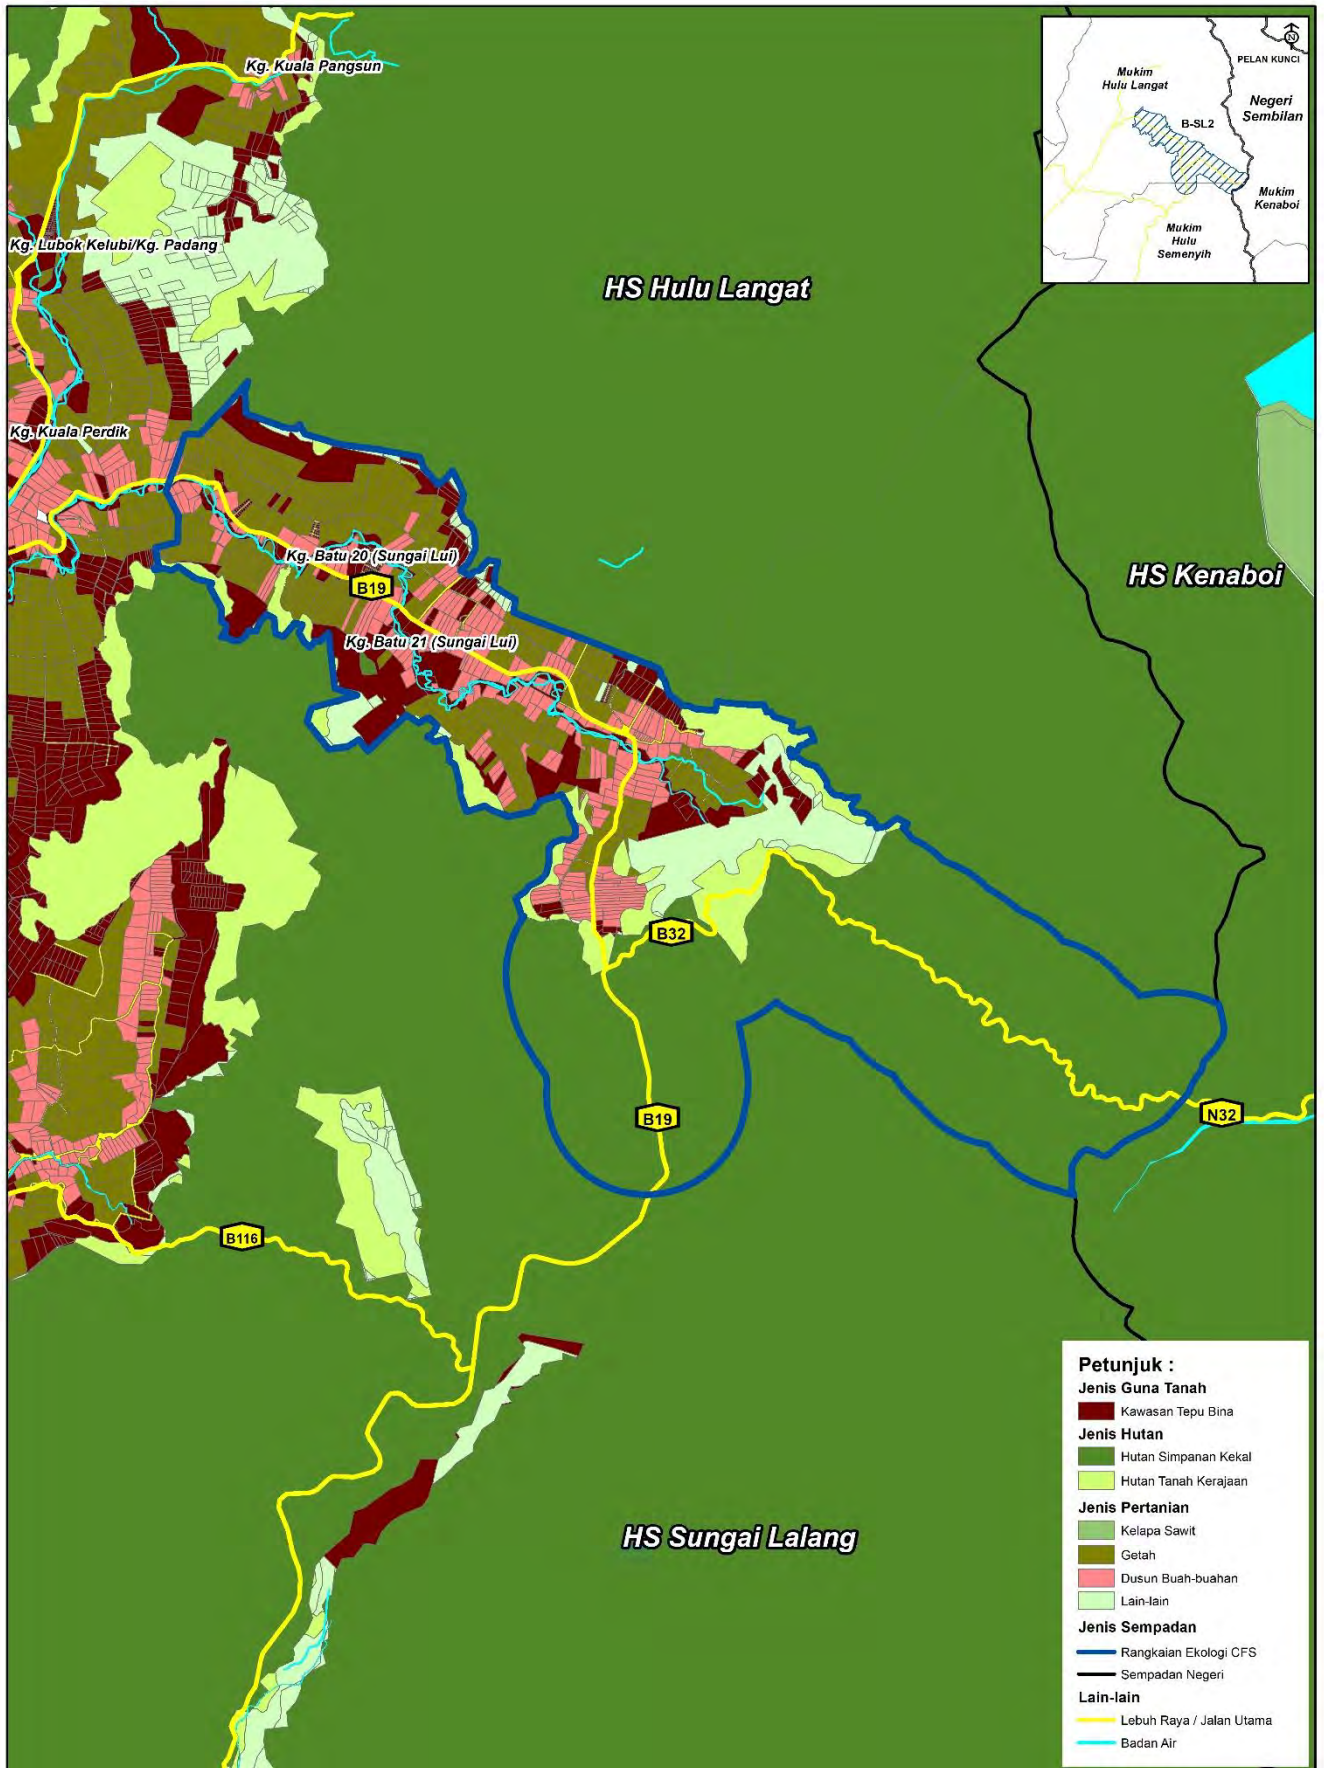 Kg. Kuala Pangsun
PELAN KUNCI
N
Mukim
Hulu Langat
Negeri
Sembilan
B-SL2
Mukim
Kenaboi
Mukim
Hulu
Semenyih
Kg. Lubok Kelubi/Kg. Padang
HS Hulu Langat
Kg. Kuala Perdik
Kg. Batu 20 (Sungai Lui)
B19
HS Kenaboi
Kg. Batu 21 (Sungai Lui)
B32
B19
N32
B116
HS Sungai Lalang
Petunjuk :
Jenis Guna Tanah
Kawasan Tepu Bina
Jenis Hutan
Hutan Simpanan Kekal
Hutan Tanah Kerajaan
Jenis Pertanian
Kelapa Sawit
Getah
Dusun Buah-buahan
Lain-lain
Jenis Sempadan
Rangkaian Ekologi CFS
Sempadan Negeri
Lain-lain
Lebuh Raya / Jalan Utama
Badan Air